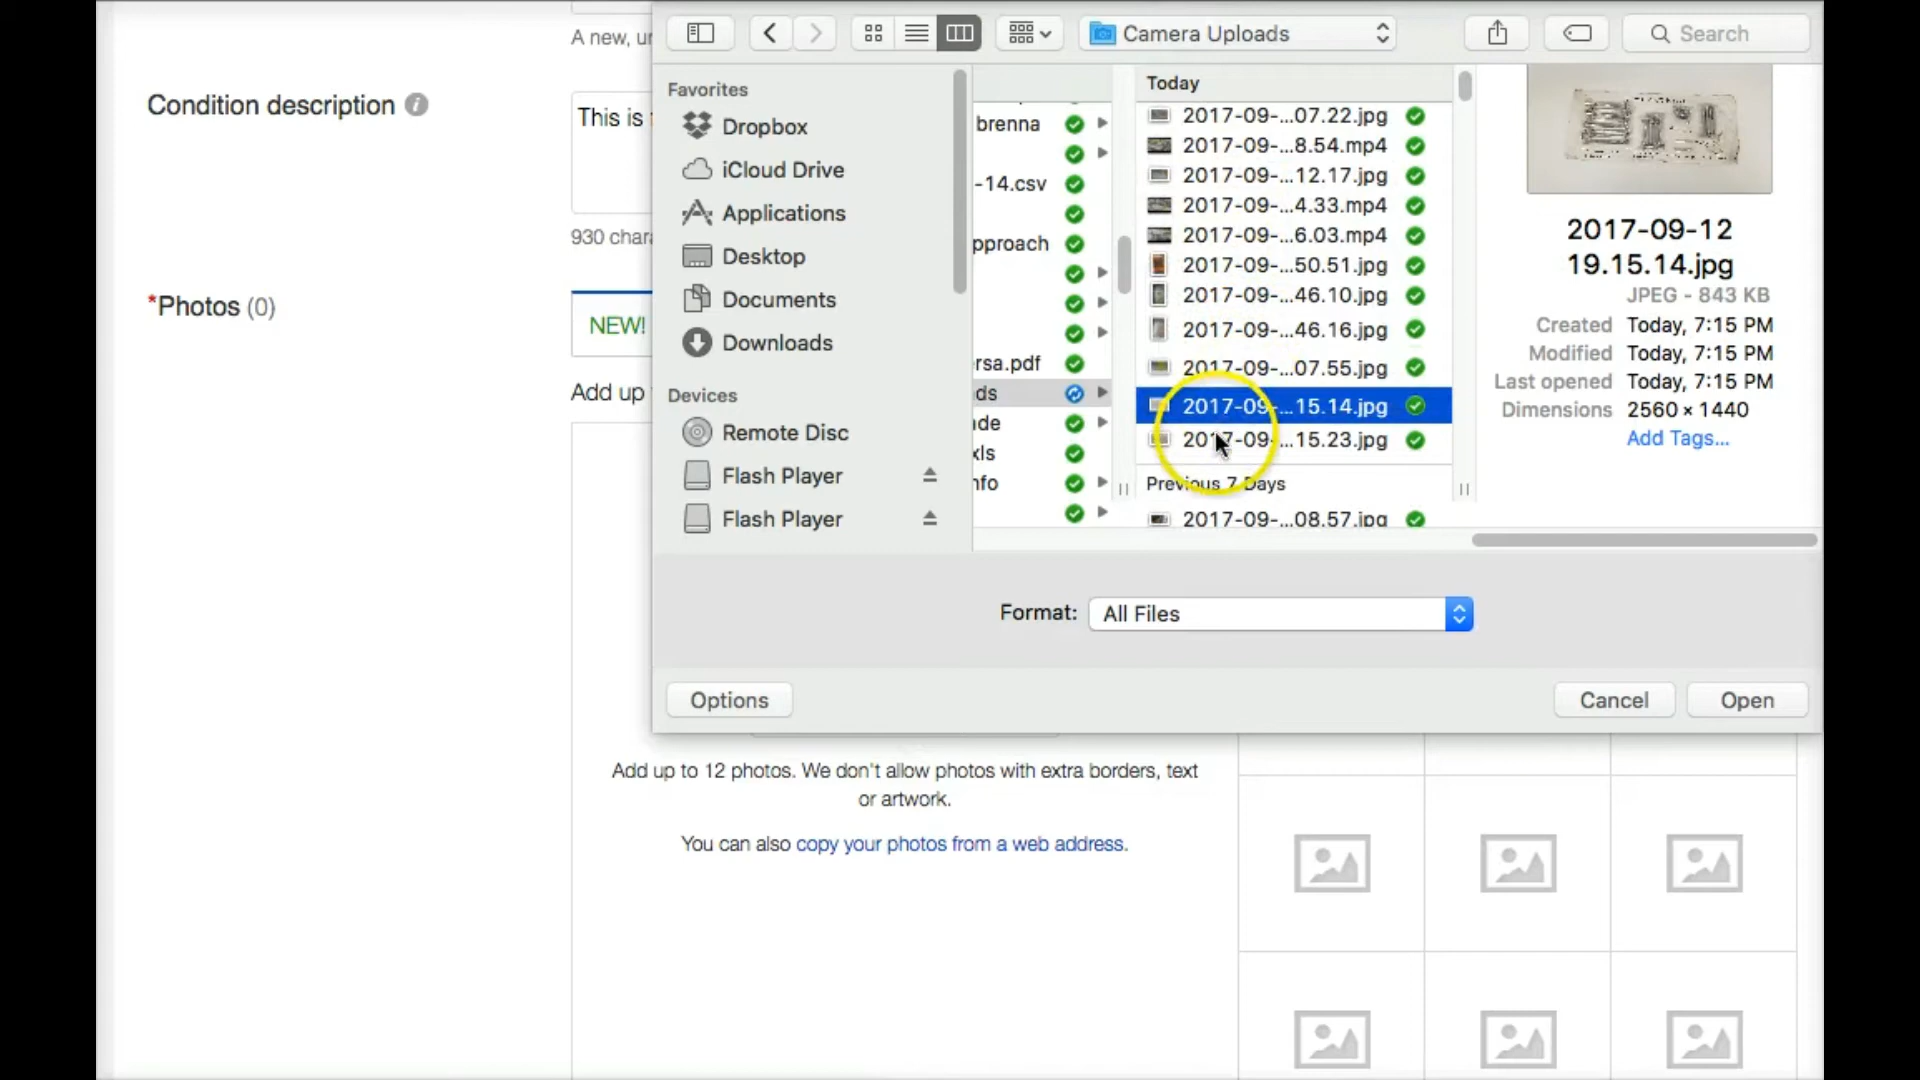 A new, un
Condition description
This is
930 chara
*Photos (0)
NEW!
Add up
Camera Uploads
Search
Favorites
Dropbox
iCloud Drive
Applications
Desktop
Documents
Downloads
Devices
Remote Disc
Flash Player
Flash Player
brenna
-14.csv
pproach
rsa.pdf
ds
de
xls
nfo
Today
2017-09-...07.22.jpg
2017-09-...8.54.mp4
2017-09-...12.17.jpg
2017-09-...4.33.mp4
2017-09-...6.03.mp4
2017-09-...50.51.jpg
2017-09-...46.10.jpg
2017-09-...46.16.jpg
2017-09-...07.55.jpg
2017-09-...15.14.jpg
2017-09-...15.23.jpg
Previous 7 Days
2017-09-...08.57.jpg
2017-09-12
19.15.14.jpg
JPEG - 843 KB
Created Today, 7:15 PM
Modified Today, 7:15 PM
Last opened Today, 7:15 PM
Dimensions 2560 × 1440
Add Tags...
Format: All Files
Options
Cancel
Open
Add up to 12 photos. We don't allow photos with extra borders, text
or artwork.
You can also copy your photos from a web address.